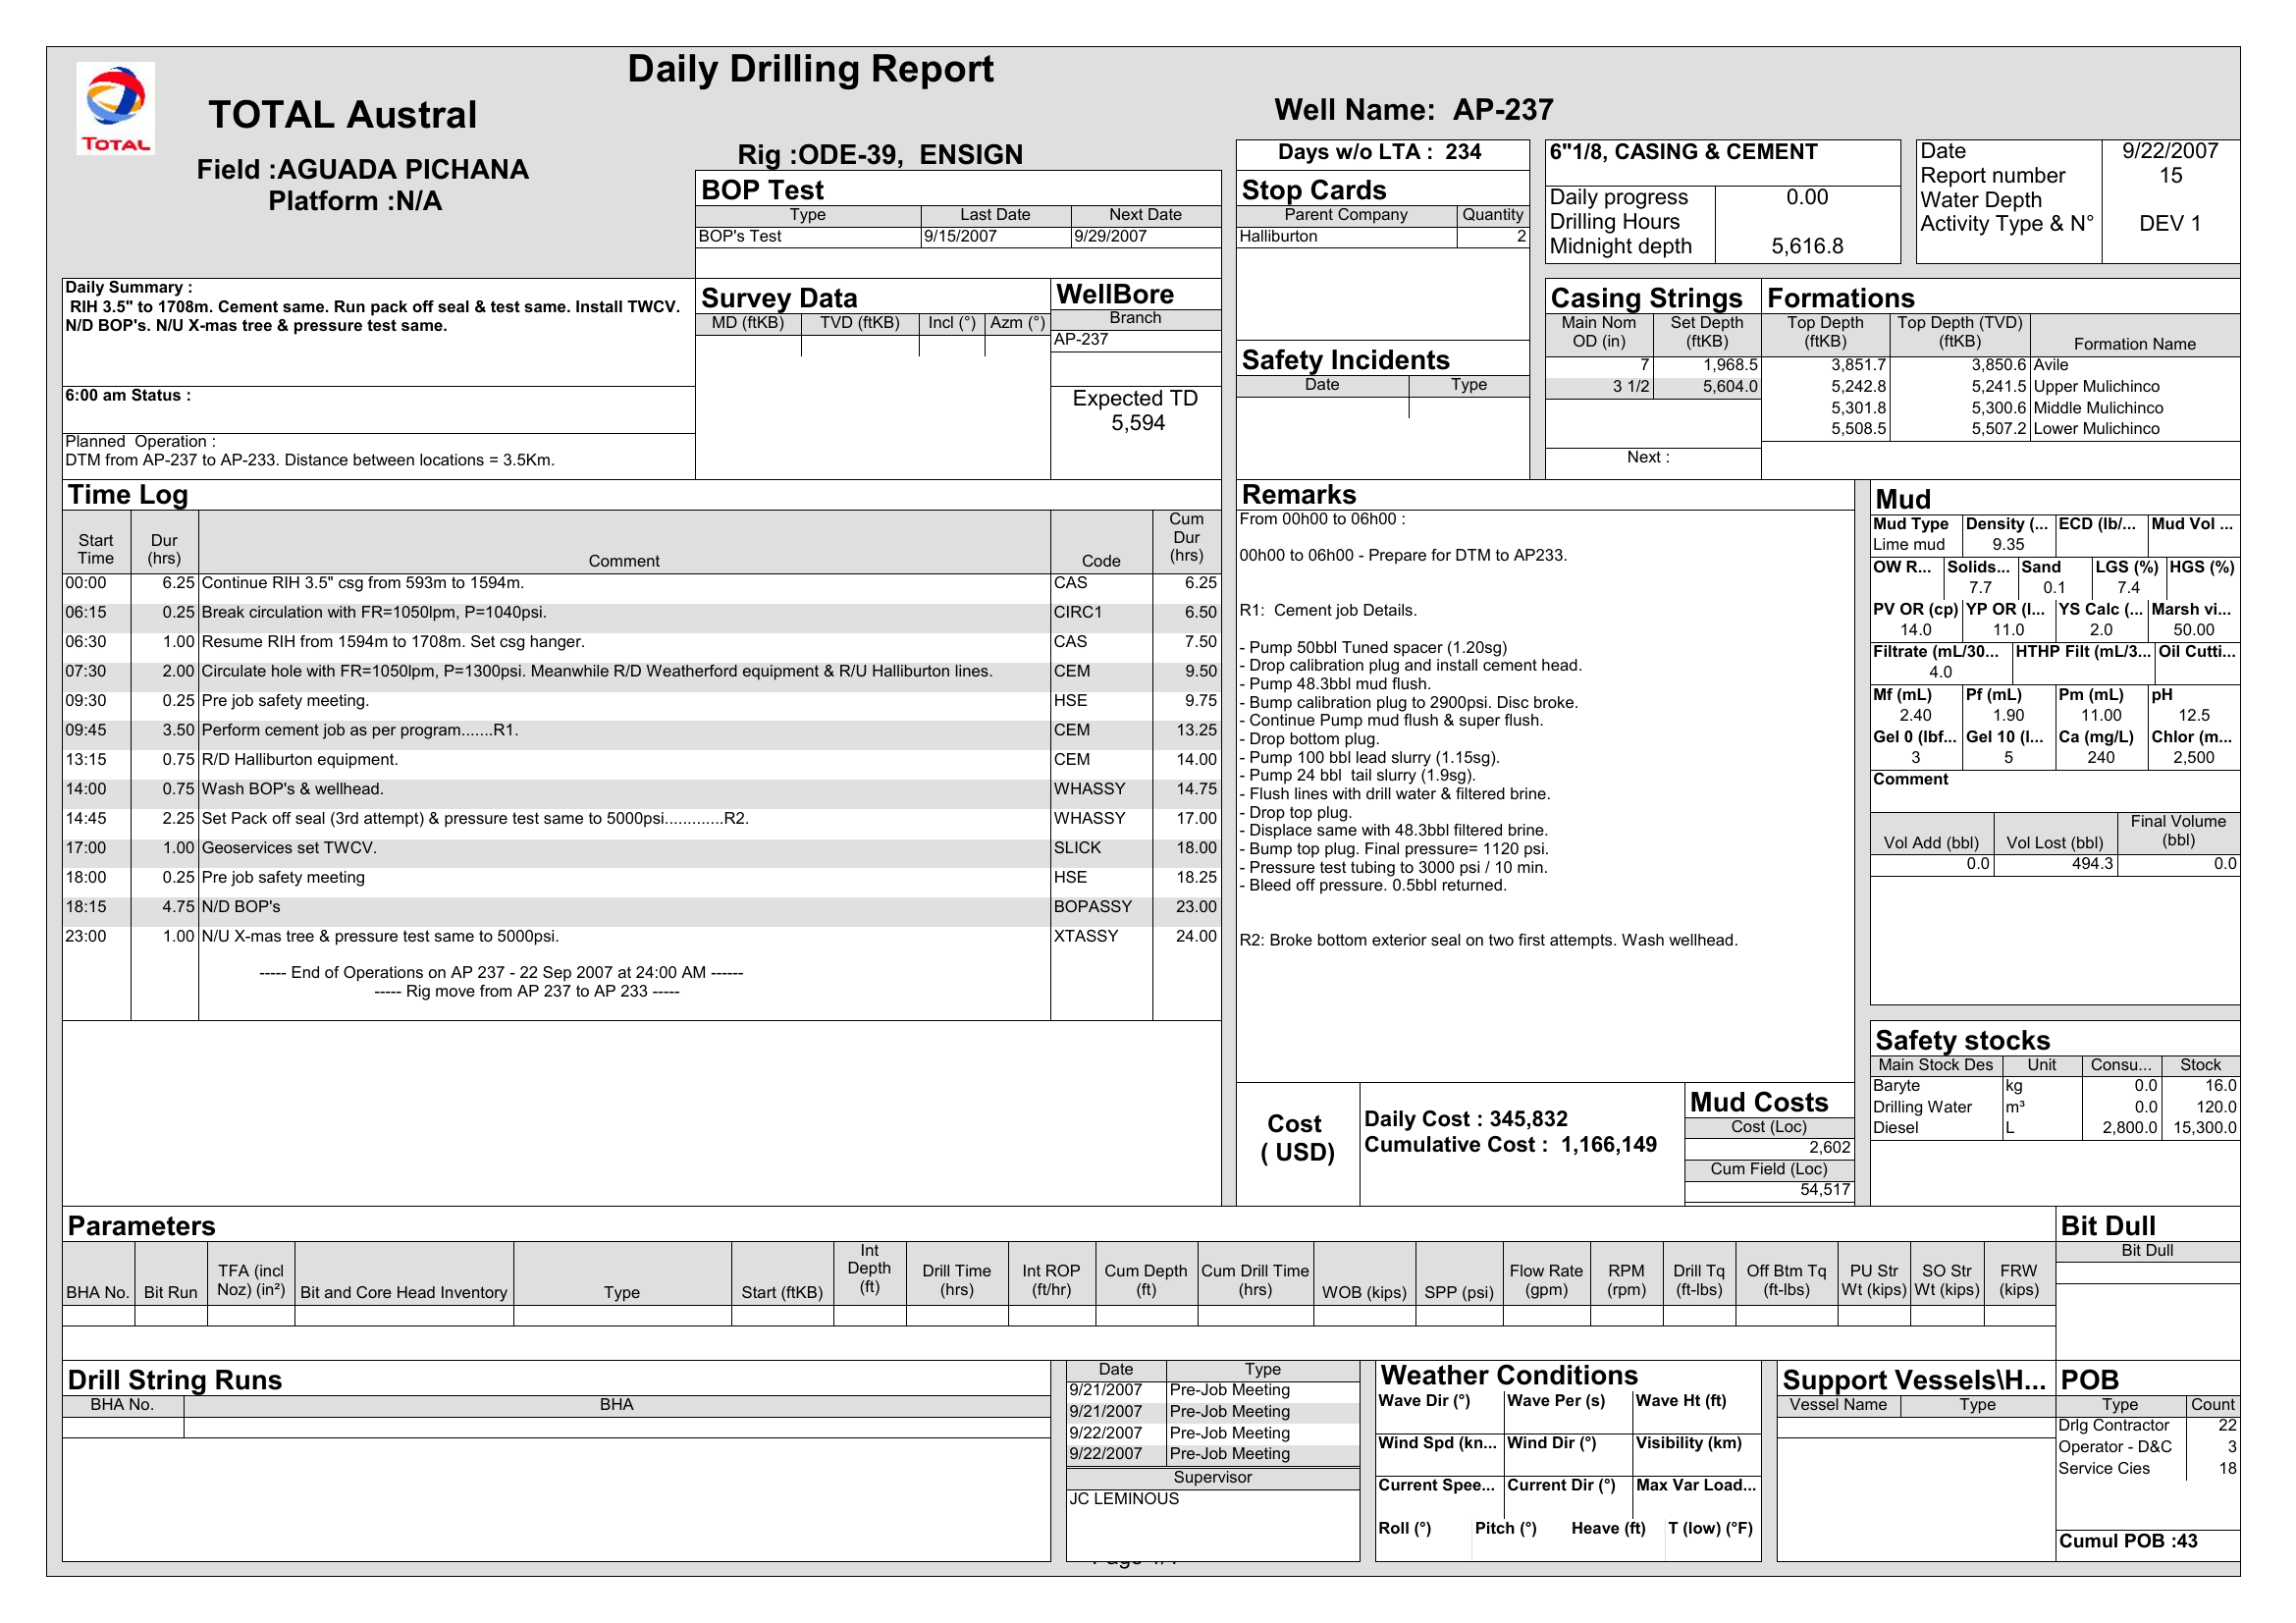 Daily Drilling Report
TOTAL
TOTAL Austral
Well Name: AP-237
Field :AGUADA PICHANA
Platform :N/A
Rig :ODE-39, ENSIGN
BOP Test
Type Last Date Next Date
BOP's Test 9/15/2007 9/29/2007
Days w/o LTA : 234
Stop Cards
Parent Company Quantity
Halliburton 2
6"1/8, CASING & CEMENT
Daily progress 0.00
Drilling Hours
Midnight depth 5,616.8
Date 9/22/2007
Report number 15
Water Depth
Activity Type & N° DEV 1
Daily Summary :
RIH 3.5" to 1708m. Cement same. Run pack off seal & test same. Install TWCV.
N/D BOP's. N/U X-mas tree & pressure test same.
6:00 am Status :
Planned Operation :
DTM from AP-237 to AP-233. Distance between locations = 3.5Km.
Survey Data
MD (ftKB) TVD (ftKB) Incl (°) Azm (°)
WellBore
Branch
AP-237
Expected TD
5,594
Safety Incidents
Date Type
Casing Strings
Main Nom Set Depth
OD (in) (ftKB)
7 1,968.5
3 1/2 5,604.0
Next :
Formations
Top Depth Top Depth (TVD)
(ftKB) (ftKB) Formation Name
3,851.7 3,850.6 Avile
5,242.8 5,241.5 Upper Mulichinco
5,301.8 5,300.6 Middle Mulichinco
5,508.5 5,507.2 Lower Mulichinco
Time Log
Start Time Dur (hrs) Comment Code Cum Dur (hrs)
00:00 6.25 Continue RIH 3.5" csg from 593m to 1594m. CAS 6.25
06:15 0.25 Break circulation with FR=1050lpm, P=1040psi. CIRC1 6.50
06:30 1.00 Resume RIH from 1594m to 1708m. Set csg hanger. CAS 7.50
07:30 2.00 Circulate hole with FR=1050lpm, P=1300psi. Meanwhile R/D Weatherford equipment & R/U Halliburton lines. CEM 9.50
09:30 0.25 Pre job safety meeting. HSE 9.75
09:45 3.50 Perform cement job as per program.......R1. CEM 13.25
13:15 0.75 R/D Halliburton equipment. CEM 14.00
14:00 0.75 Wash BOP's & wellhead. WHASSY 14.75
14:45 2.25 Set Pack off seal (3rd attempt) & pressure test same to 5000psi............R2. WHASSY 17.00
17:00 1.00 Geoservices set TWCV. SLICK 18.00
18:00 0.25 Pre job safety meeting HSE 18.25
18:15 4.75 N/D BOP's BOPASSY 23.00
23:00 1.00 N/U X-mas tree & pressure test same to 5000psi. XTASSY 24.00
----- End of Operations on AP 237 - 22 Sep 2007 at 24:00 AM ------
----- Rig move from AP 237 to AP 233 -----
Remarks
From 00h00 to 06h00 :
00h00 to 06h00 - Prepare for DTM to AP233.
R1: Cement job Details.
- Pump 50bbl Tuned spacer (1.20sg)
- Drop calibration plug and install cement head.
- Pump 48.3bbl mud flush.
- Bump calibration plug to 2900psi. Disc broke.
- Continue Pump mud flush & super flush.
- Drop bottom plug.
- Pump 100 bbl lead slurry (1.15sg).
- Pump 24 bbl tail slurry (1.9sg).
- Flush lines with drill water & filtered brine.
- Drop top plug.
- Displace same with 48.3bbl filtered brine.
- Bump top plug. Final pressure= 1120 psi.
- Pressure test tubing to 3000 psi / 10 min.
- Bleed off pressure. 0.5bbl returned.
R2: Broke bottom exterior seal on two first attempts. Wash wellhead.
Mud
Mud Type Density (... ECD (lb/... Mud Vol ...
Lime mud 9.35
OW R... Solids... Sand LGS (%) HGS (%)
7.7 0.1 7.4
PV OR (cp) YP OR (l... YS Calc (... Marsh vi...
14.0 11.0 2.0 50.00
Filtrate (mL/30... HTHP Filt (mL/3... Oil Cutti...
4.0
Mf (mL) Pf (mL) Pm (mL) pH
2.40 1.90 11.00 12.5
Gel 0 (lbf... Gel 10 (l... Ca (mg/L) Chlor (m...
3 5 240 2,500
Comment
Vol Add (bbl) Vol Lost (bbl) Final Volume (bbl)
0.0 494.3 0.0
Safety stocks
Main Stock Des Unit Consu... Stock
Baryte kg 0.0 16.0
Drilling Water m³ 0.0 120.0
Diesel L 2,800.0 15,300.0
Cost
( USD)
Daily Cost : 345,832
Cumulative Cost : 1,166,149
Mud Costs
Cost (Loc)
2,602
Cum Field (Loc)
54,517
Parameters
BHA No. Bit Run TFA (incl Noz) (in²) Bit and Core Head Inventory Type Start (ftKB) Int Depth (ft) Drill Time (hrs) Int ROP (ft/hr) Cum Depth (ft) Cum Drill Time (hrs) WOB (kips) SPP (psi) Flow Rate (gpm) RPM (rpm) Drill Tq (ft-lbs) Off Btm Tq (ft-lbs) PU Str Wt (kips) SO Str Wt (kips) FRW (kips)
Bit Dull
Bit Dull
Drill String Runs
BHA No. BHA
Date Type
9/21/2007 Pre-Job Meeting
9/21/2007 Pre-Job Meeting
9/22/2007 Pre-Job Meeting
9/22/2007 Pre-Job Meeting
Supervisor
JC LEMINOUS
Weather Conditions
Wave Dir (°) Wave Per (s) Wave Ht (ft)
Wind Spd (kn... Wind Dir (°) Visibility (km)
Current Spee... Current Dir (°) Max Var Load...
Roll (°) Pitch (°) Heave (ft) T (low) (°F)
Support Vessels\H...
Vessel Name Type
POB
Type Count
Drlg Contractor 22
Operator - D&C 3
Service Cies 18
Cumul POB :43